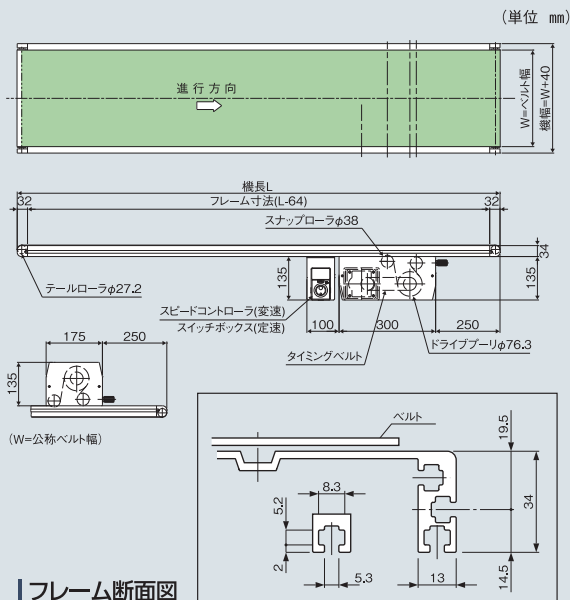 （単位 mm）
進行方向
W=ベルト幅
機幅=W+40
機長L
32
フレーム寸法(L-64)
32
スナップローラφ38
34
テールローラφ27.2
135
135
スピードコントローラ(変速)
スイッチボックス(定速)
100
300
250
タイミングベルト
ドライブプーリφ76.3
175
250
135
(W=公称ベルト幅)
ベルト
19.5
8.3
5.2
34
2
5.3
13
14.5
フレーム断面図